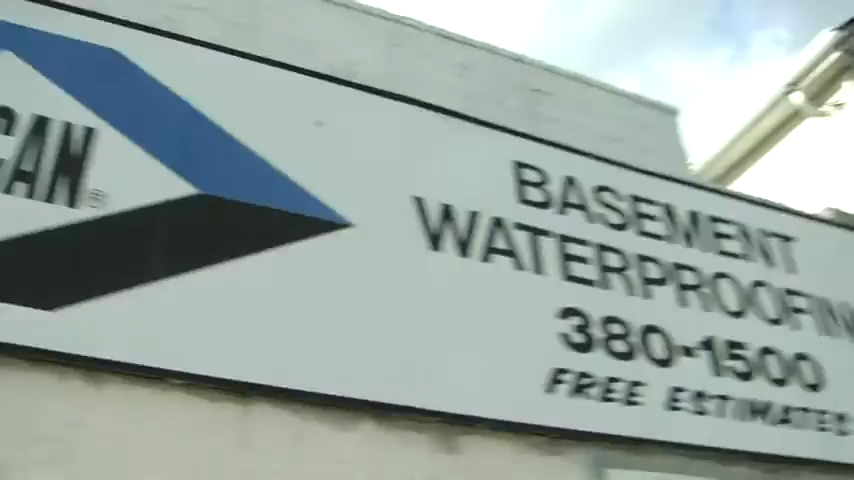 CAN®
BASEMENT
WATERPROOFIN
380-1500
FREE ESTIMATES